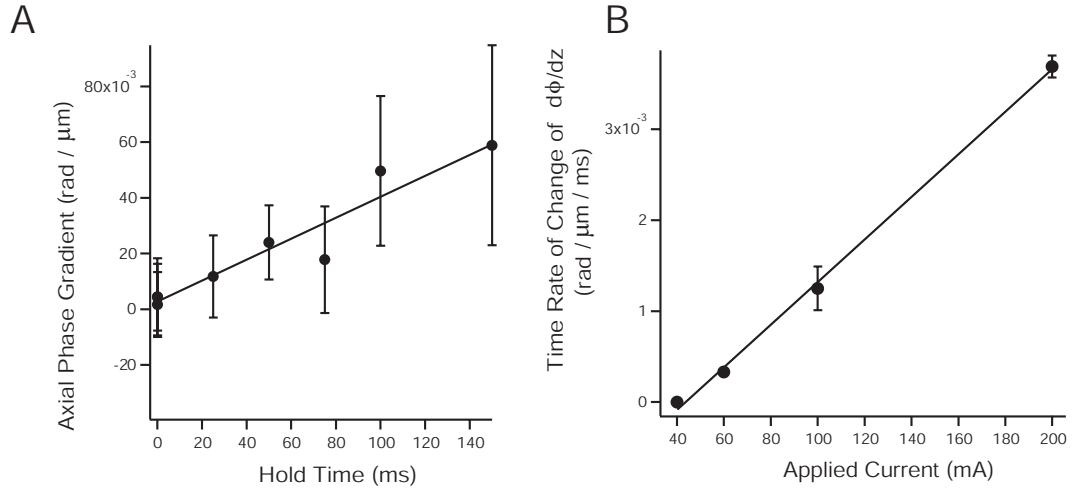 A
Axial Phase Gradient (rad / μm)
80x10⁻³
60
40
20
0
-20
0 20 40 60 80 100 120 140
Hold Time (ms)
B
Time Rate of Change of dϕ/dz
(rad / μm / ms)
3x10⁻³
2
1
0
40 60 80 100 120 140 160 180 200
Applied Current (mA)